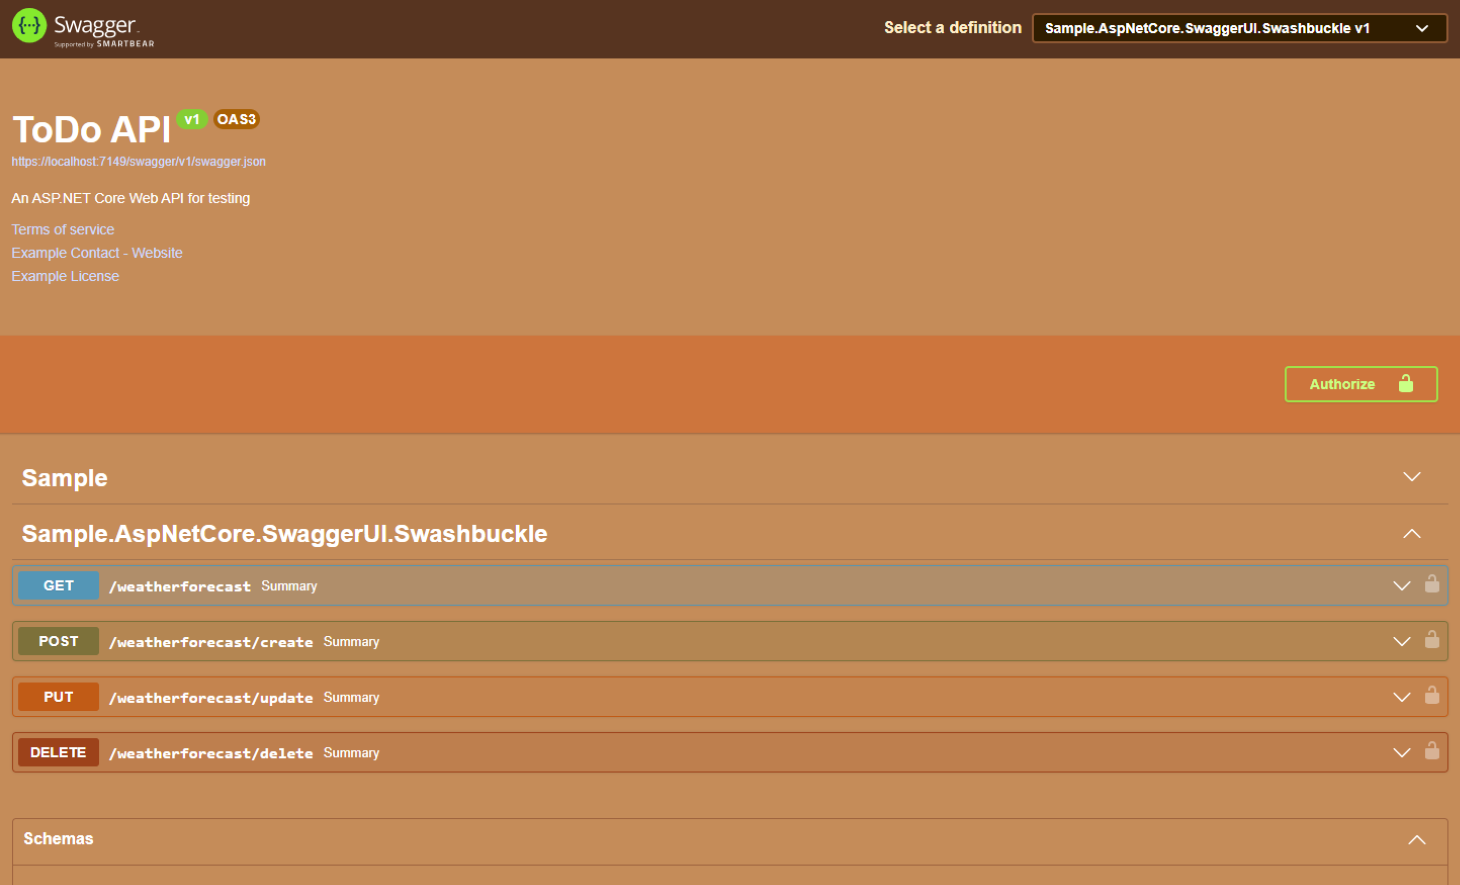 Swagger
Supported by SMARTBEAR
Select a definition
Sample.AspNetCore.SwaggerUI.Swashbuckle v1
ToDo API v1 OAS3
https://localhost:7149/swagger/v1/swagger.json
An ASP.NET Core Web API for testing
Terms of service
Example Contact - Website
Example License
Authorize
Sample
Sample.AspNetCore.SwaggerUI.Swashbuckle
GET /weatherforecast Summary
POST /weatherforecast/create Summary
PUT /weatherforecast/update Summary
DELETE /weatherforecast/delete Summary
Schemas